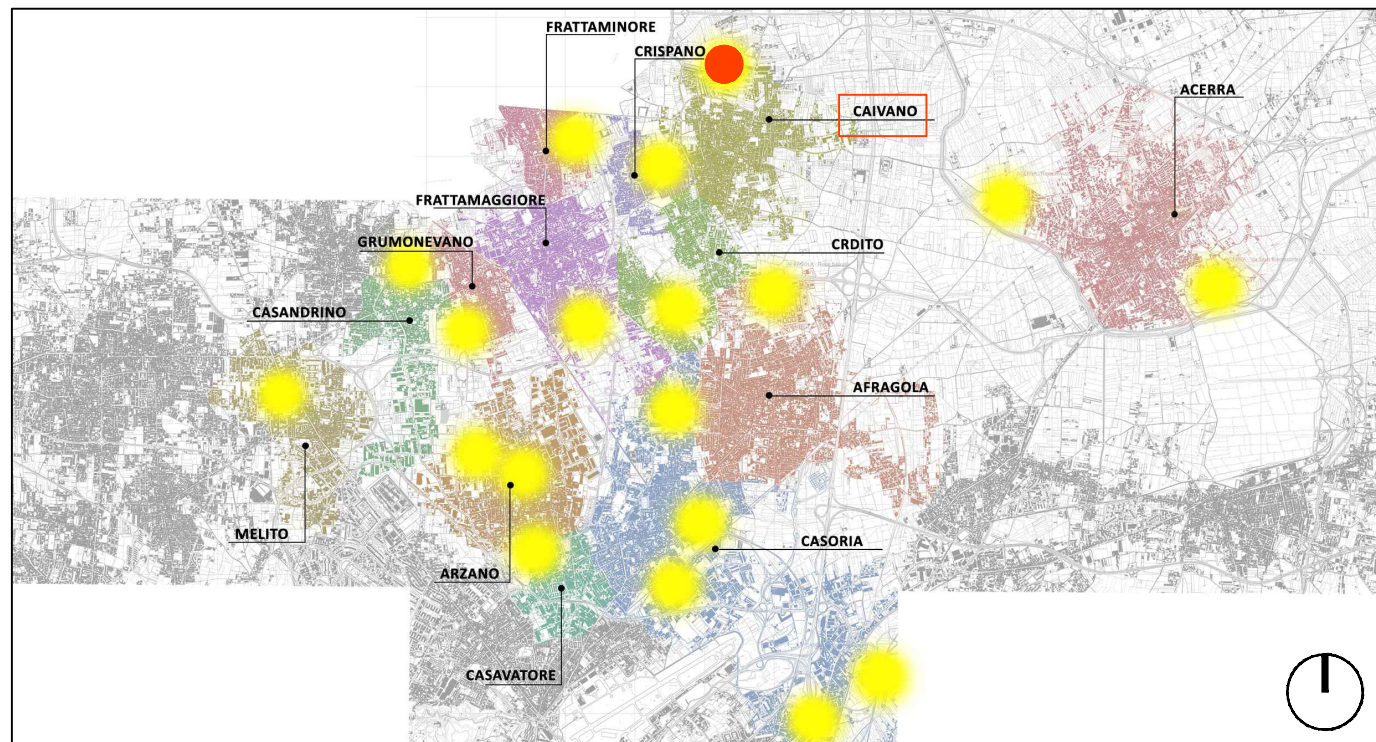 FRATTAMINORE
CRISPANO
ACERRA
CAIVANO
FRATTAMAGGIORE
GRUMONEVANO
CRDITO
CASANDRINO
AFRAGOLA
MELITO
CASORIA
ARZANO
CASAVATORE